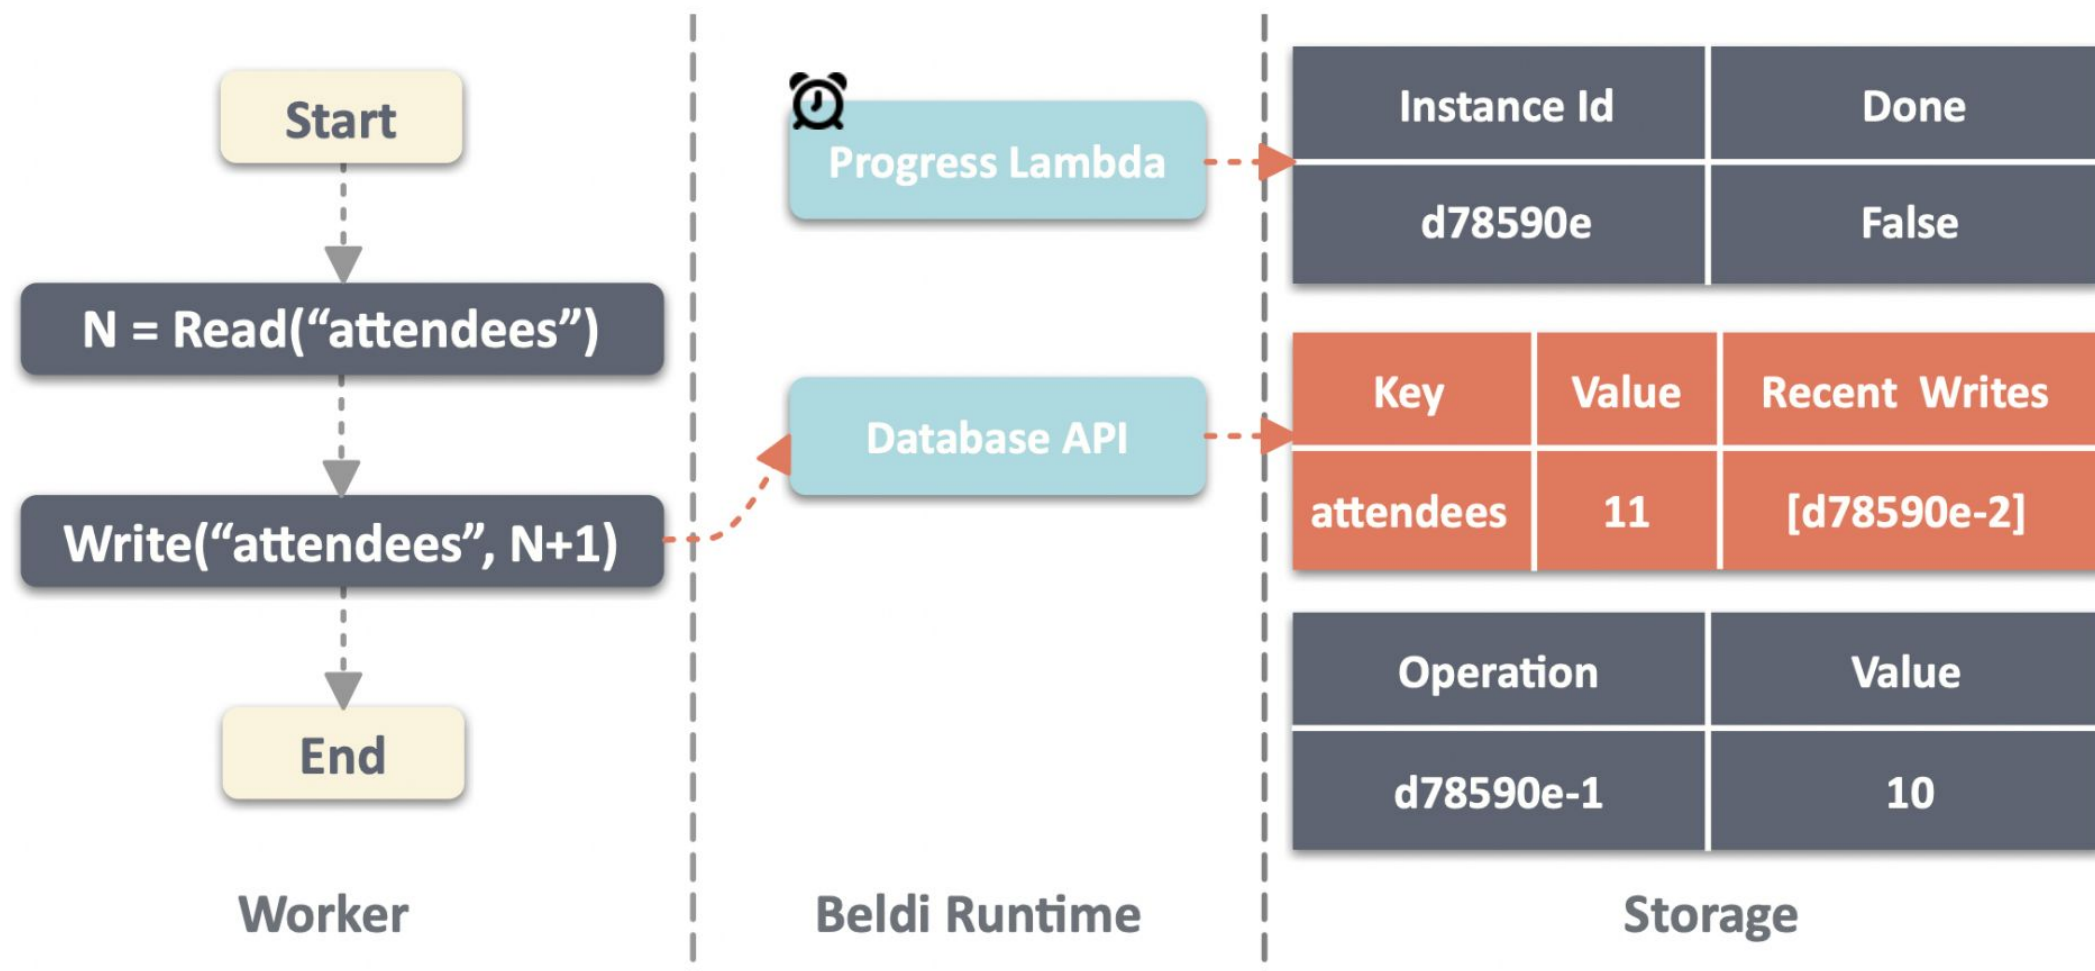 Start
N = Read(“attendees”)
Write(“attendees”, N+1)
End
Worker
Progress Lambda
Database API
Beldi Runtime
Instance Id Done
d78590e False
Key Value Recent Writes
attendees 11 [d78590e-2]
Operation Value
d78590e-1 10
Storage